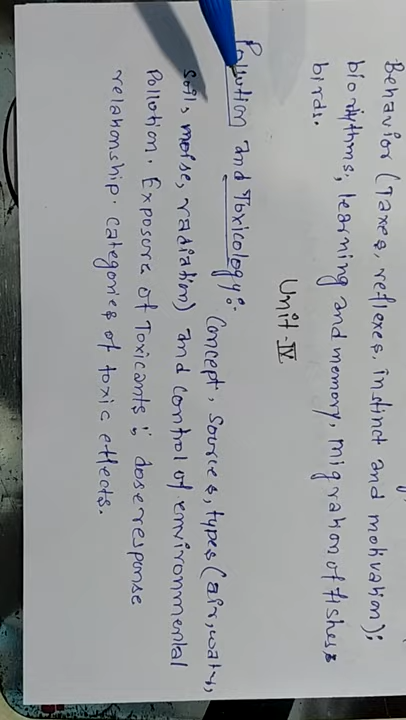 Behavior (Taxes, reflexes, instinct and motivation);
biorhythms; learning and memory, migration of fishes &
birds.
Unit-IV
Pollution and Toxicology:- Concept, sources, types (air, water,
soil, noise, radiation) and control of environmental
Pollution. Exposure of Toxicants; dose response
relationship. Categories of toxic effects.